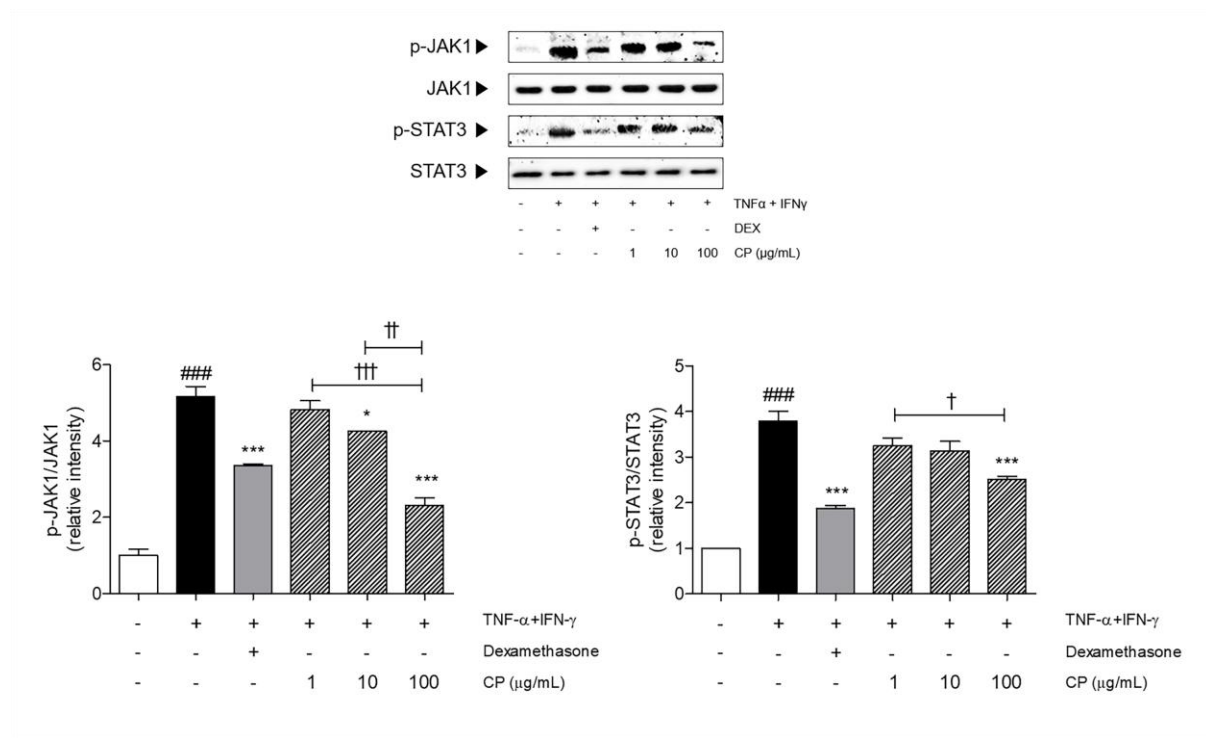 p-JAK1
JAK1
p-STAT3
STAT3
- + + + + + TNFα + IFNγ
- - + - - - DEX
- - - 1 10 100 CP (µg/mL)
p-JAK1/JAK1
(relative intensity)
6
4
2
0
###
***
*
***
†††
††
- + + + + + TNF-α+IFN-γ
- - + - - - Dexamethasone
- - - 1 10 100 CP (µg/mL)
p-STAT3/STAT3
(relative intensity)
5
4
3
2
1
0
###
***
***
†
- + + + + + TNF-α+IFN-γ
- - + - - - Dexamethasone
- - - 1 10 100 CP (µg/mL)